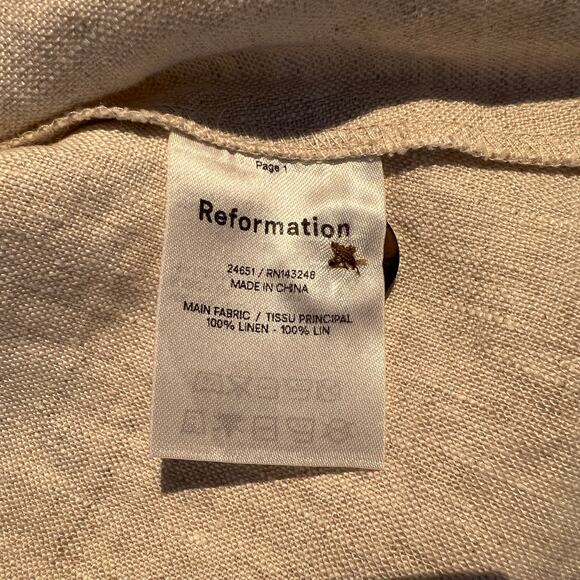 Page 1
Reformation
24651 / RN143248
MADE IN CHINA
MAIN FABRIC / TISSU PRINCIPAL
100% LINEN - 100% LIN